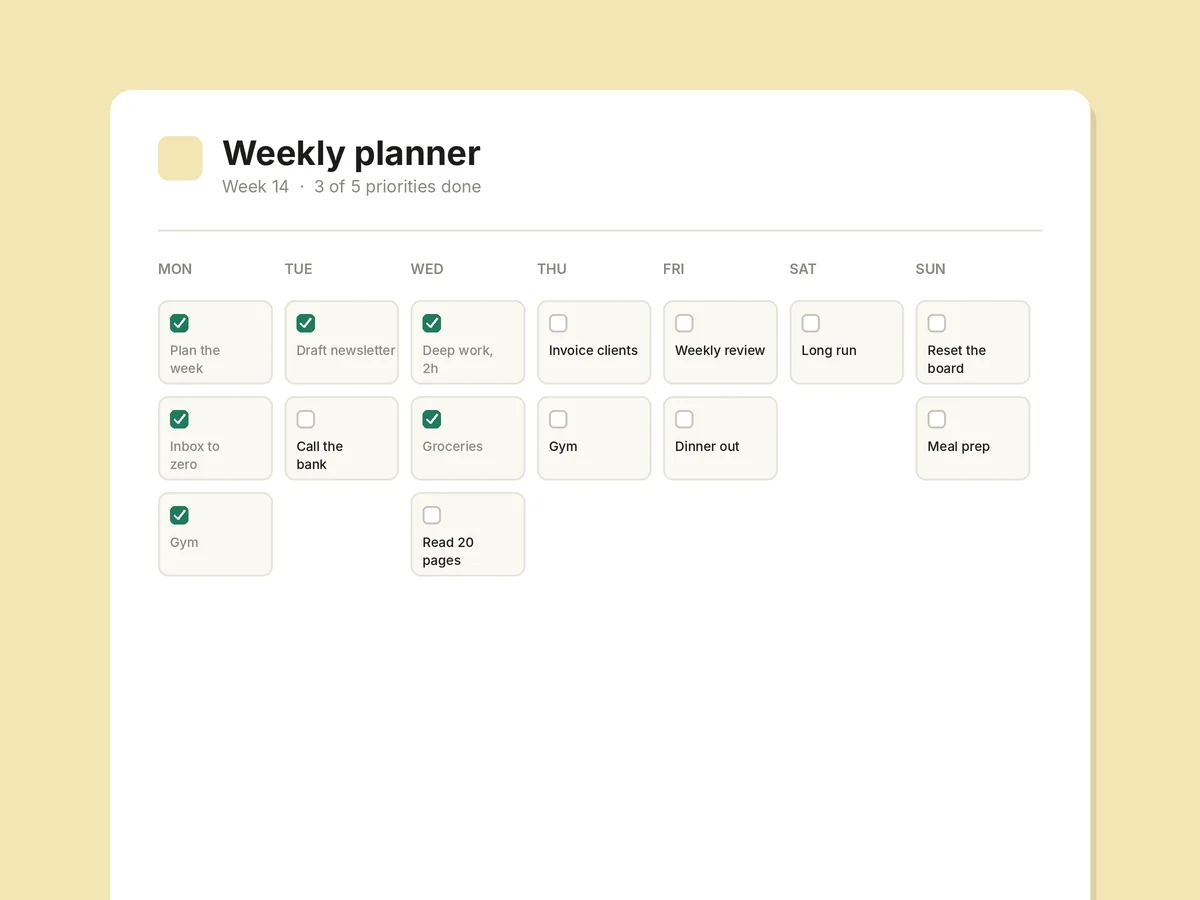 Weekly planner
Week 14 · 3 of 5 priorities done
MON TUE WED THU FRI SAT SUN
Plan the
week
Draft newsletter
Deep work,
2h
Invoice clients
Weekly review
Long run
Reset the
board
Inbox to
zero
Call the
bank
Groceries
Gym
Dinner out
Meal prep
Gym
Read 20
pages